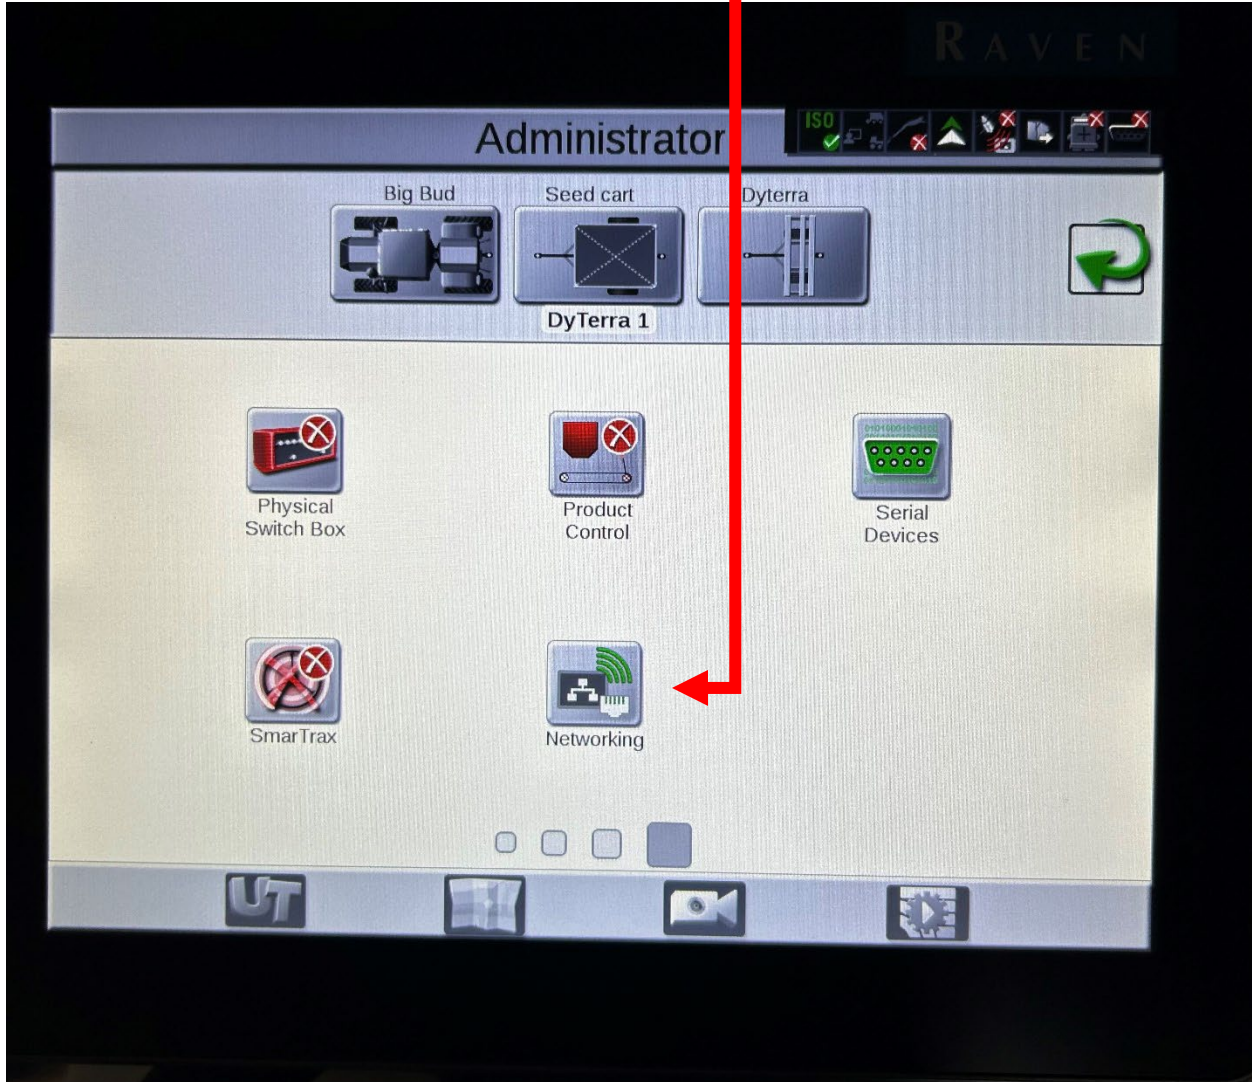 RAVEN
Administrator
ISO
Big Bud
Seed cart
Dyterra
DyTerra 1
Physical
Switch Box
Product
Control
Serial
Devices
SmarTrax
Networking
UT